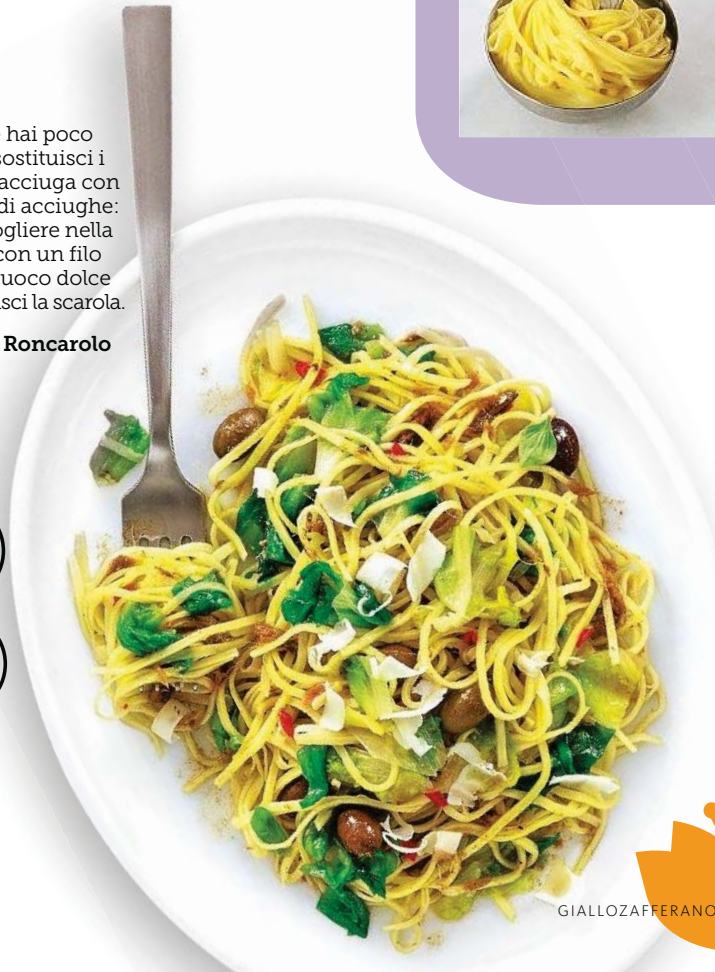 hai poco
sostituisci i
acciuga con
di acciughe:
ogliere nella
con un filo
uoco dolce
sci la scarola.
Roncarolo
GIALLOZAFFERANO